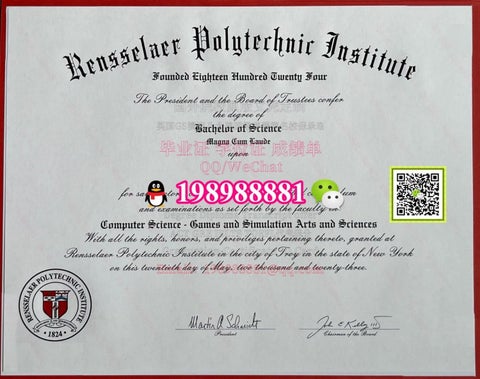 Rensselaer Polytechnic Institute
Founded Eighteen Hundred Twenty Four
The President and the Board of Trustees confer
the degree of
Bachelor of Science
Magna Cum Laude
毕业证 成绩单
QQ/WeChat
upon
198988881
and examinations as set forth by the faculty in
Computer Science - Games and Simulation Arts and Sciences
With all the rights, honors, and privileges pertaining thereto, granted at
Rensselaer Polytechnic Institute in the city of Troy in the state of New York
on this twentieth day of May, two thousand and twenty-three.
RENSSELAER POLYTECHNIC INSTITUTE
1824
President
Chairman of the Board